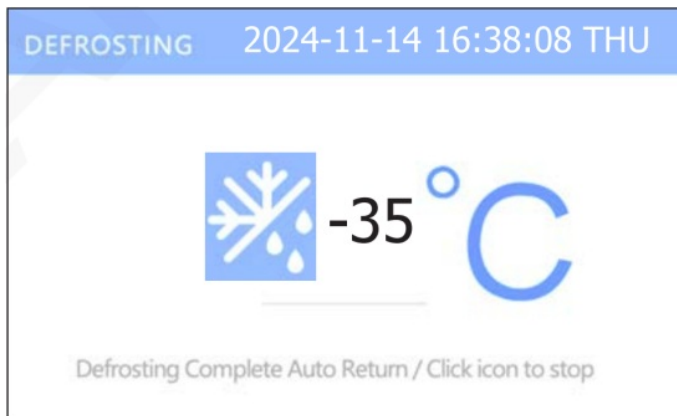 DEFROSTING 2024-11-14 16:38:08 THU
-35 °C
Defrosting Complete Auto Return / Click icon to stop